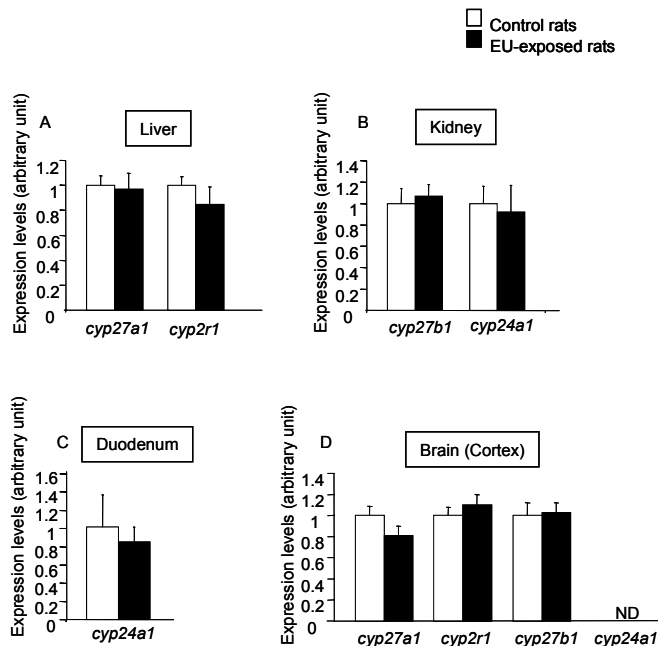 Control rats
EU-exposed rats
A
Liver
Expression levels (arbitrary unit)
1.2
1
0.8
0.6
0.4
0.2
0
cyp27a1 cyp2r1
B
Kidney
Expression levels (arbitrary unit)
1.4
1.2
1
0.8
0.6
0.4
0.2
0
cyp27b1 cyp24a1
C
Duodenum
Expression levels (arbitrary unit)
1.6
1.4
1.2
1
0.8
0.6
0.4
0.2
0
cyp24a1
D
Brain (Cortex)
Expression levels (arbitrary unit)
1.4
1.2
1
0.8
0.6
0.4
0.2
0
ND
cyp27a1 cyp2r1 cyp27b1 cyp24a1